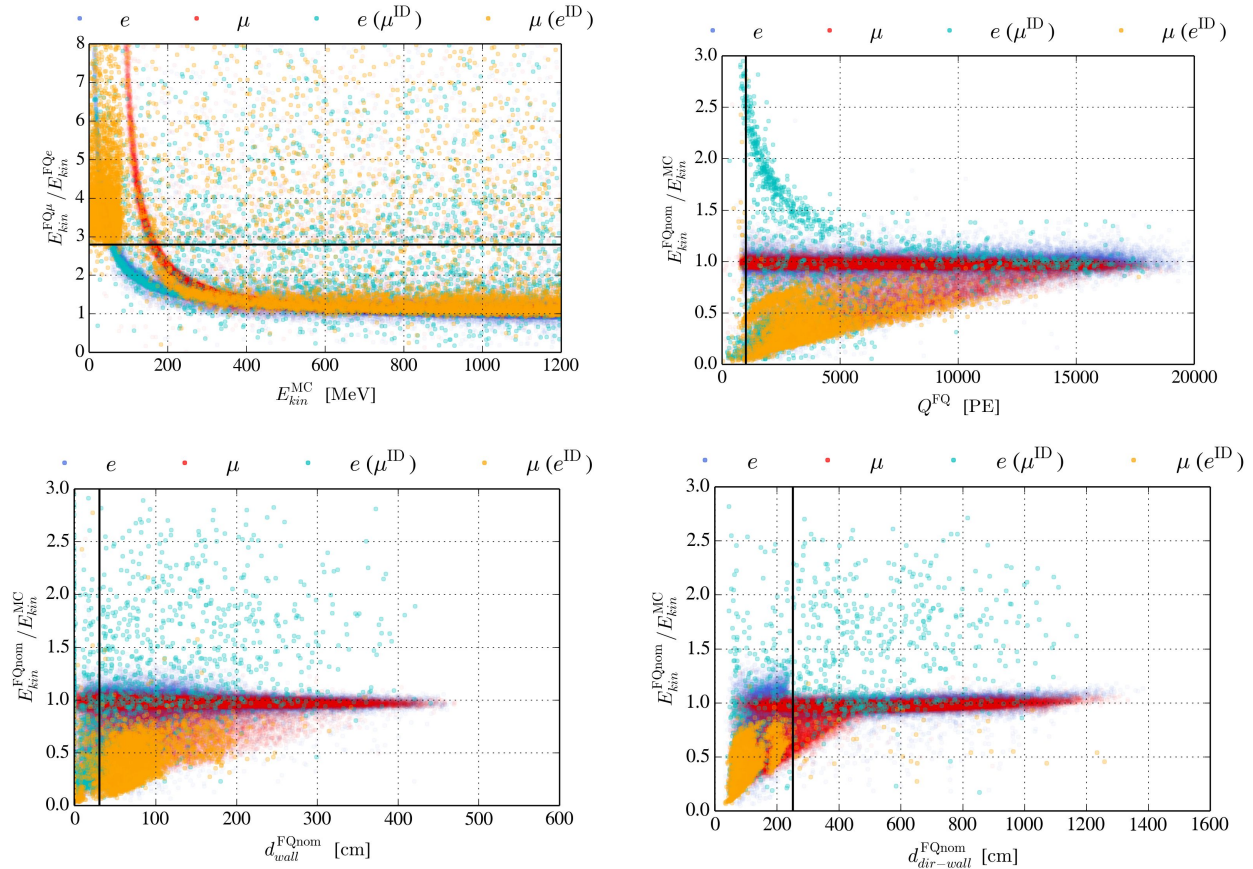 e μ e (μ^ID) μ (e^ID)
8
7
6
5
4
3
2
1
0
E_kin^FQμ / E_kin^FQe
0 200 400 600 800 1000 1200
E_kin^MC [MeV]
e μ e (μ^ID) μ (e^ID)
3.0
2.5
2.0
1.5
1.0
0.5
0.0
E_kin^FQnom / E_kin^MC
0 5000 10000 15000 20000
Q^FQ [PE]
e μ e (μ^ID) μ (e^ID)
3.0
2.5
2.0
1.5
1.0
0.5
0.0
E_kin^FQnom / E_kin^MC
0 100 200 300 400 500 600
d_wall^FQnom [cm]
e μ e (μ^ID) μ (e^ID)
3.0
2.5
2.0
1.5
1.0
0.5
0.0
E_kin^FQnom / E_kin^MC
0 200 400 600 800 1000 1200 1400 1600
d_dir−wall^FQnom [cm]